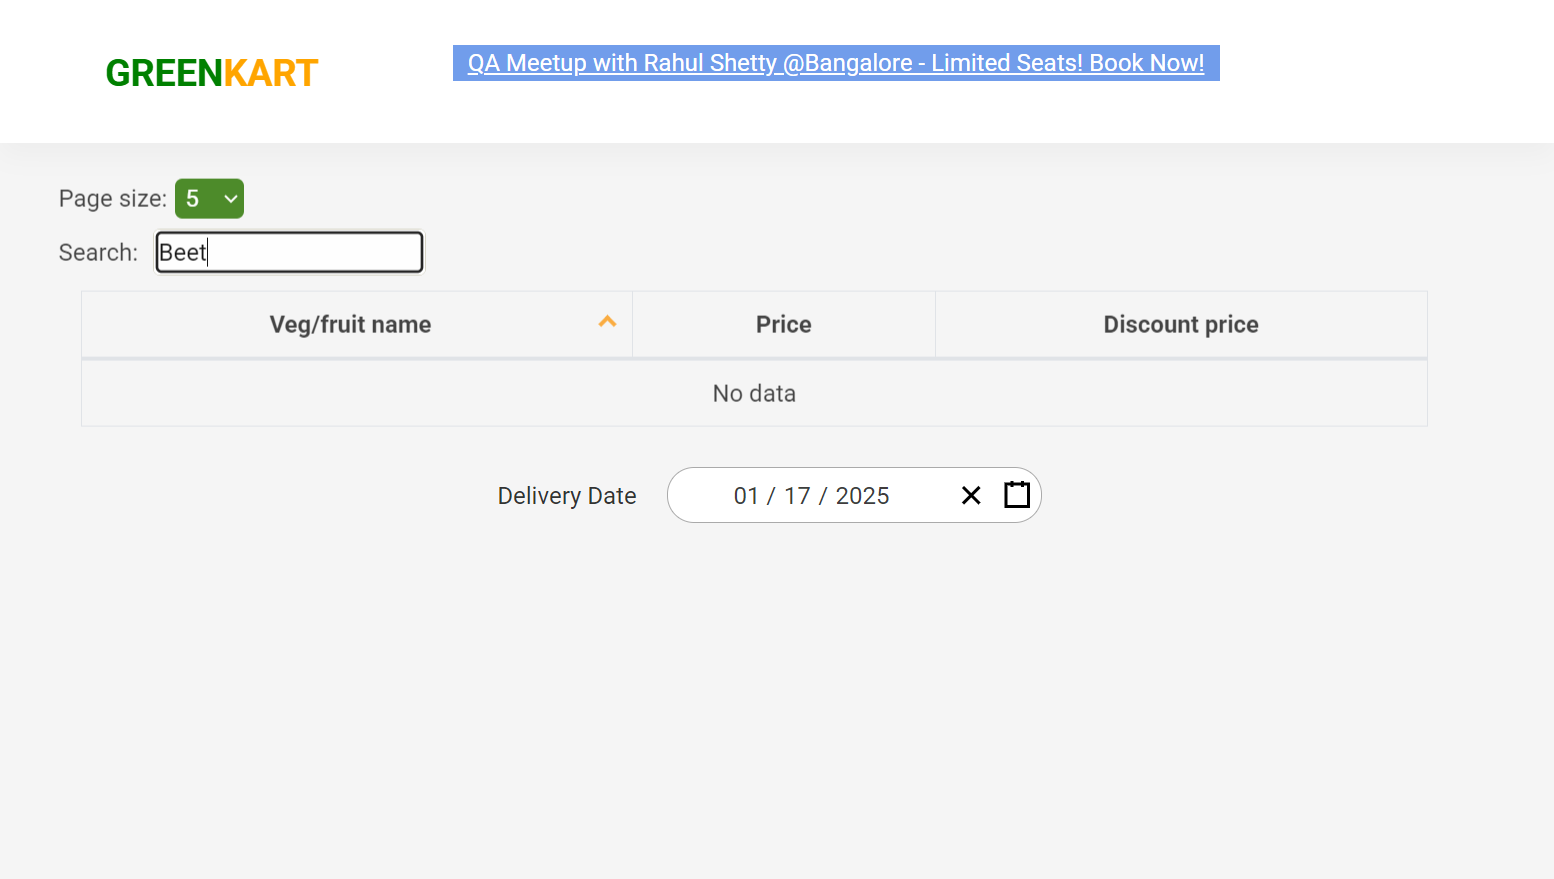 GREENKART
QA Meetup with Rahul Shetty @Bangalore - Limited Seats! Book Now!
Page size: 5
Search: Beet
Veg/fruit name Price Discount price
No data
Delivery Date 01 / 17 / 2025